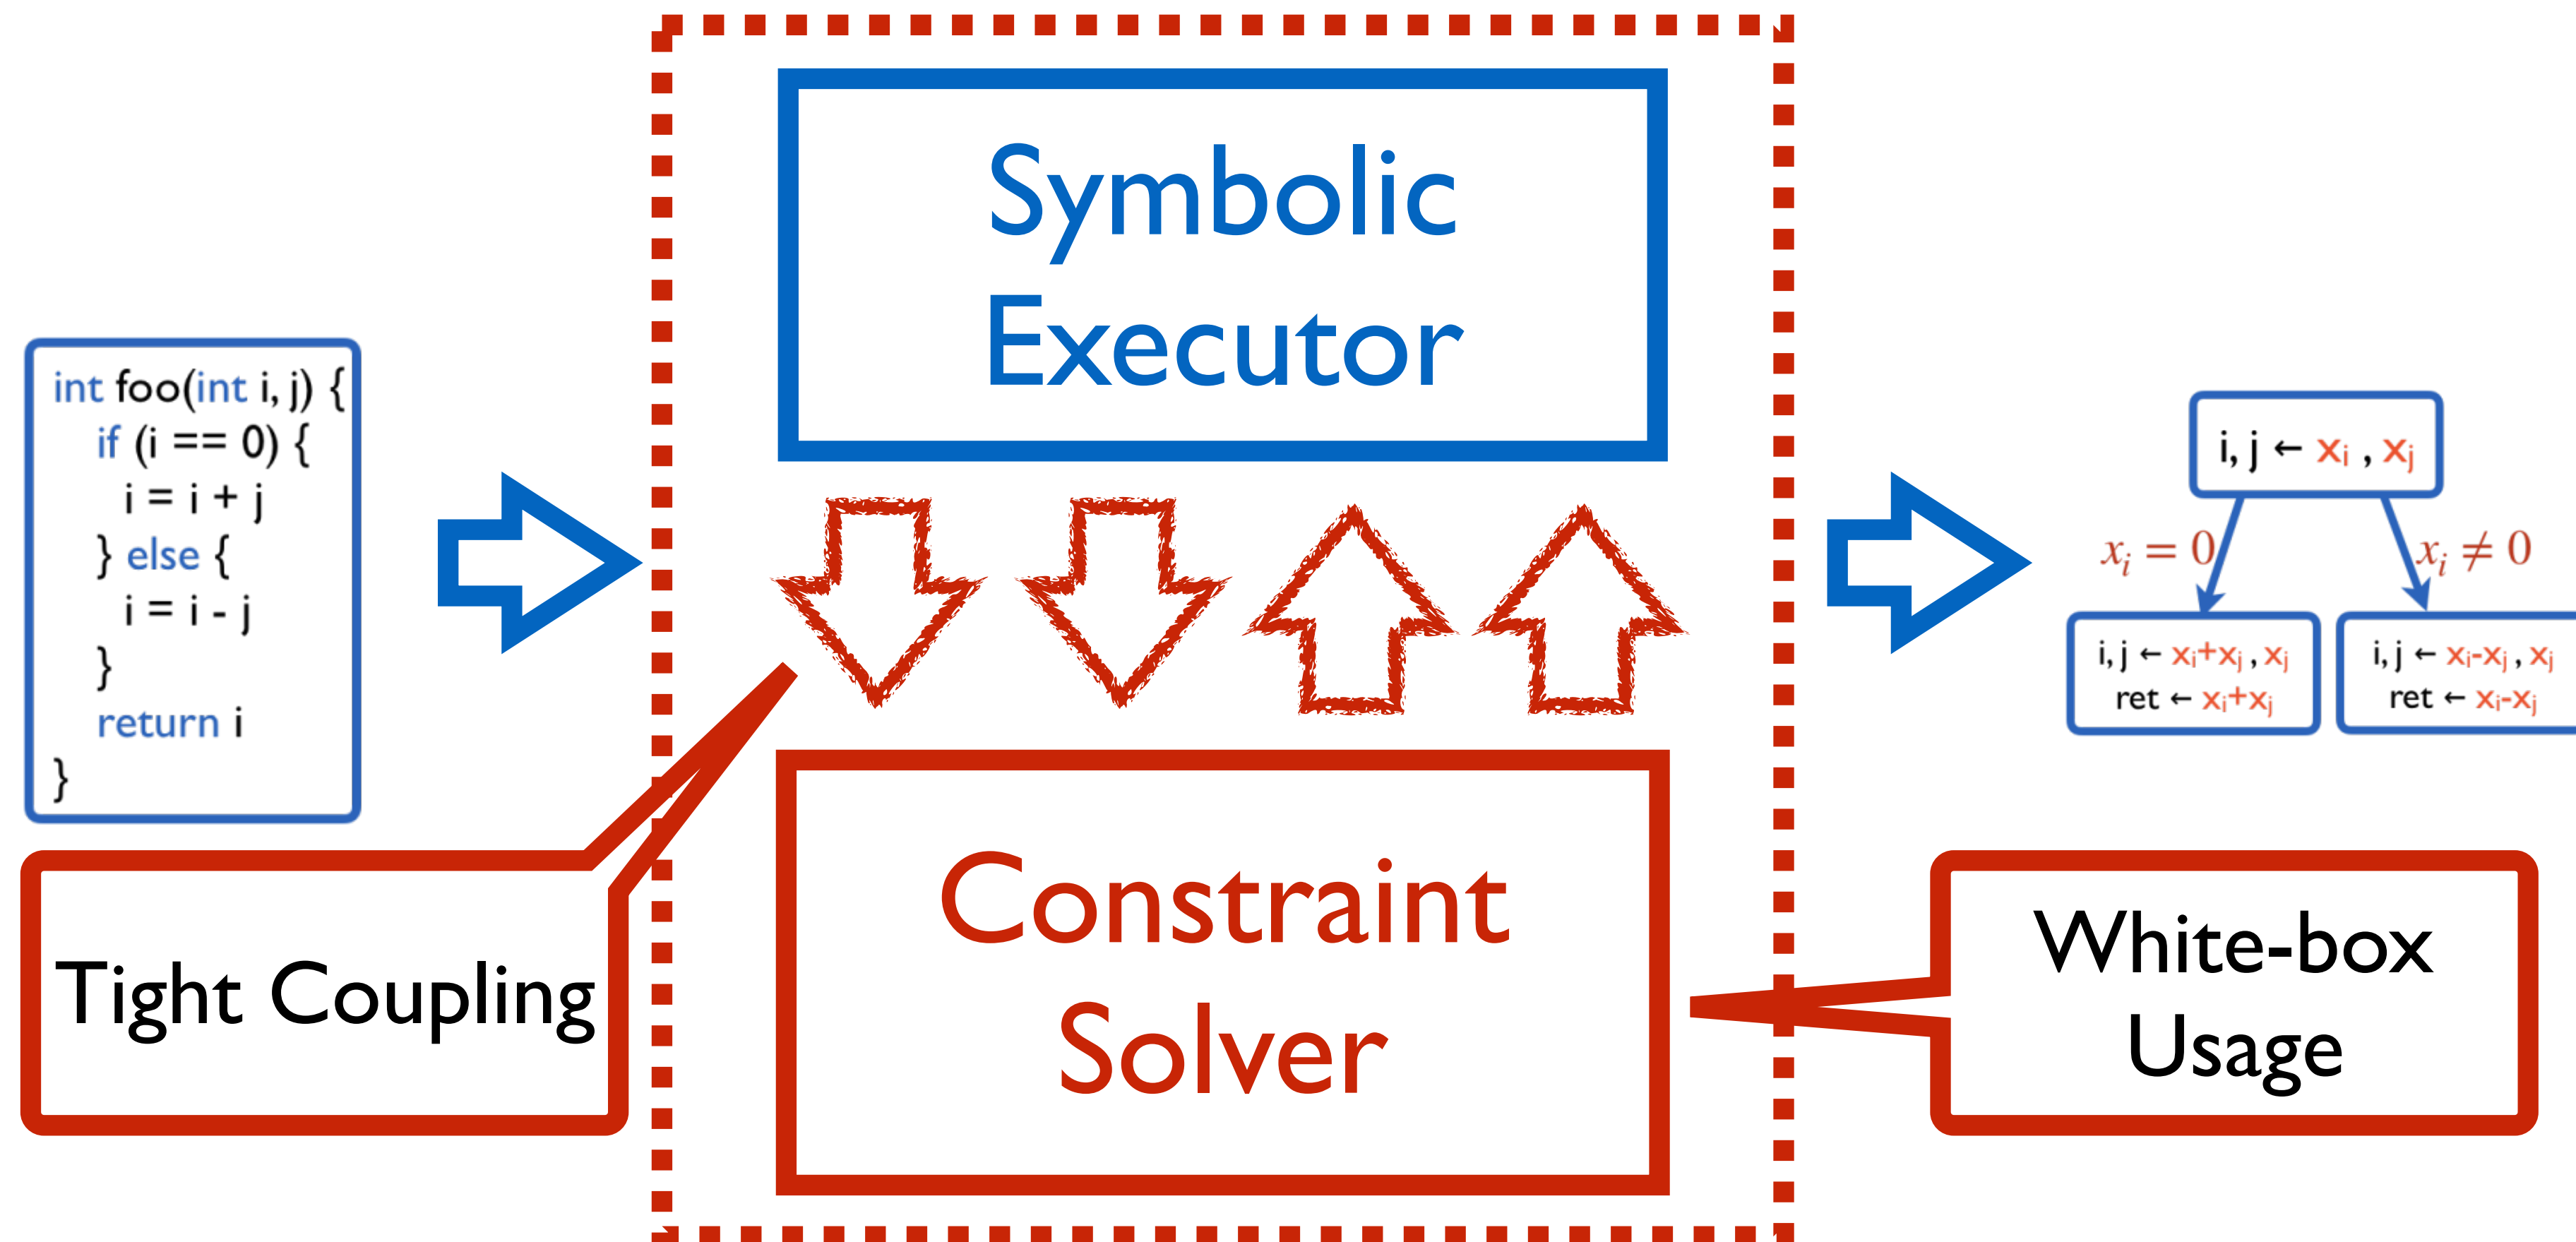 int foo(int i, j) {
if (i == 0) {
i = i + j
} else {
i = i - j
}
return i
}
Symbolic
Executor
Constraint
Solver
Tight Coupling
White-box
Usage
i, j ← xᵢ , xⱼ
xᵢ = 0
xᵢ ≠ 0
i, j ← xᵢ+xⱼ , xⱼ
ret ← xᵢ+xⱼ
i, j ← xᵢ-xⱼ , xⱼ
ret ← xᵢ-xⱼ